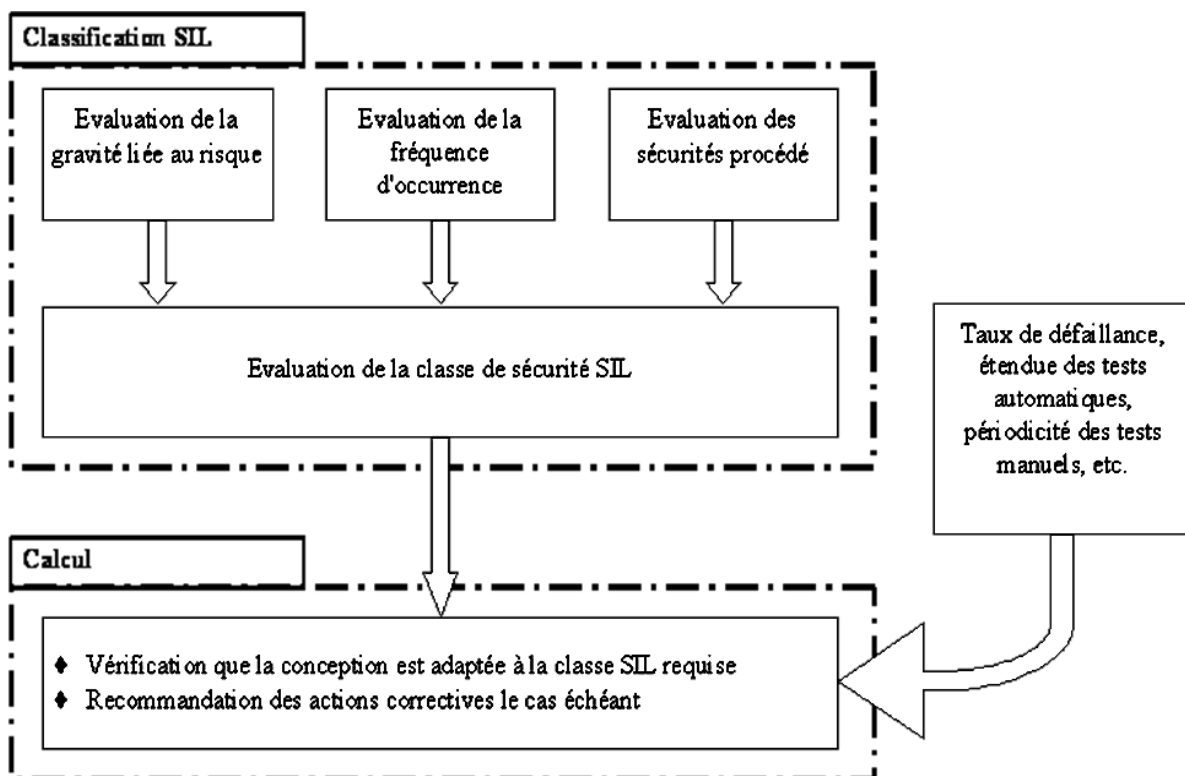 Classification SIL
Evaluation de la
gravité liée au risque
Evaluation de la
fréquence
d'occurrence
Evaluation des
sécurités procédé
Evaluation de la classe de sécurité SIL
Taux de défaillance,
étendue des tests
automatiques,
périodicité des tests
manuels, etc.
Calcul
♦ Vérification que la conception est adaptée à la classe SIL requise
♦ Recommandation des actions correctives le cas échéant